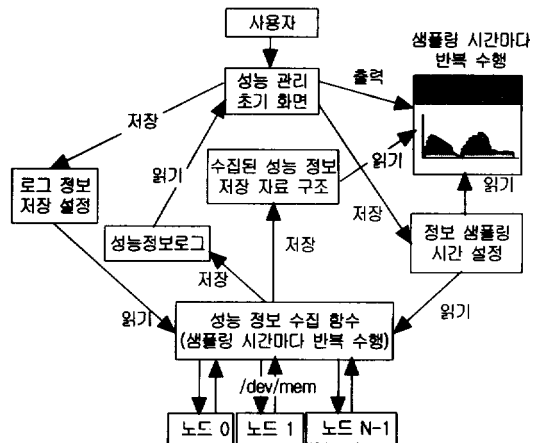 사용자
샘플링 시간마다
반복 수행
성능 관리
초기 화면
출력
저장
읽기
수집된 성능 정보
저장 자료 구조
읽기
로그 정보
저장 설정
읽기
저장
성능정보로그
저장
정보 샘플링
시간 설정
저장
읽기
성능 정보 수집 함수
(샘플링 시간마다 반복 수행)
읽기
/dev/mem
노드 0
노드 1
노드 N-1